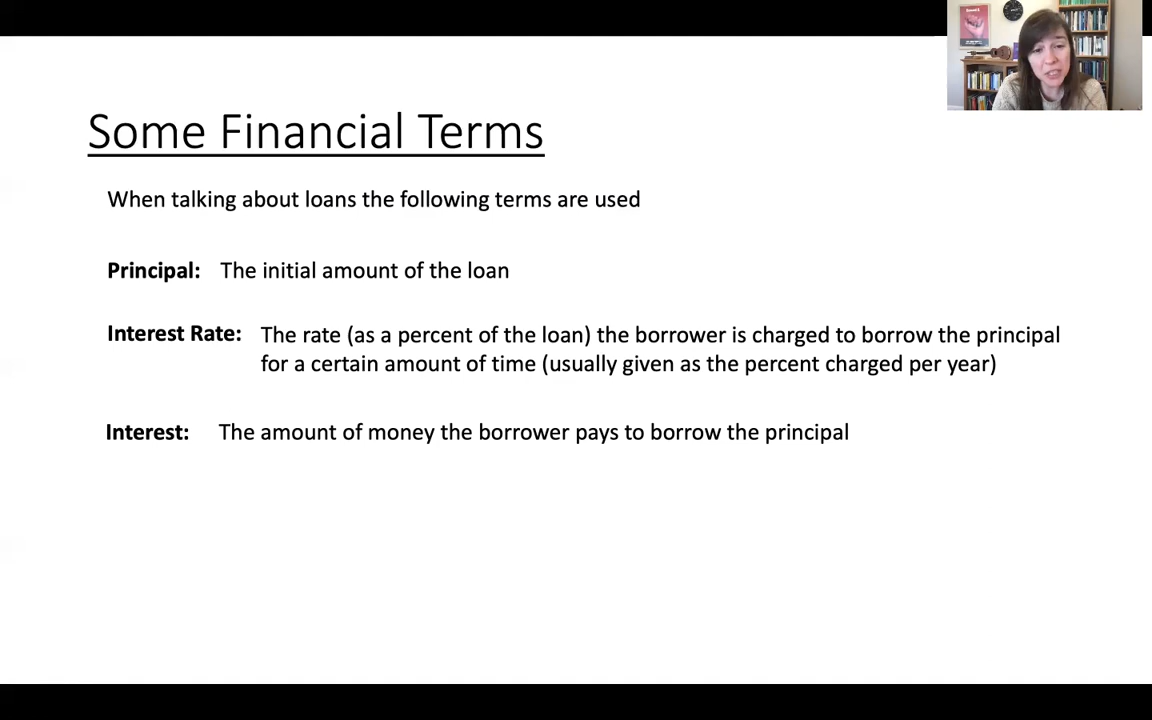 Some Financial Terms
When talking about loans the following terms are used
Principal: The initial amount of the loan
Interest Rate: The rate (as a percent of the loan) the borrower is charged to borrow the principal
for a certain amount of time (usually given as the percent charged per year)
Interest: The amount of money the borrower pays to borrow the principal